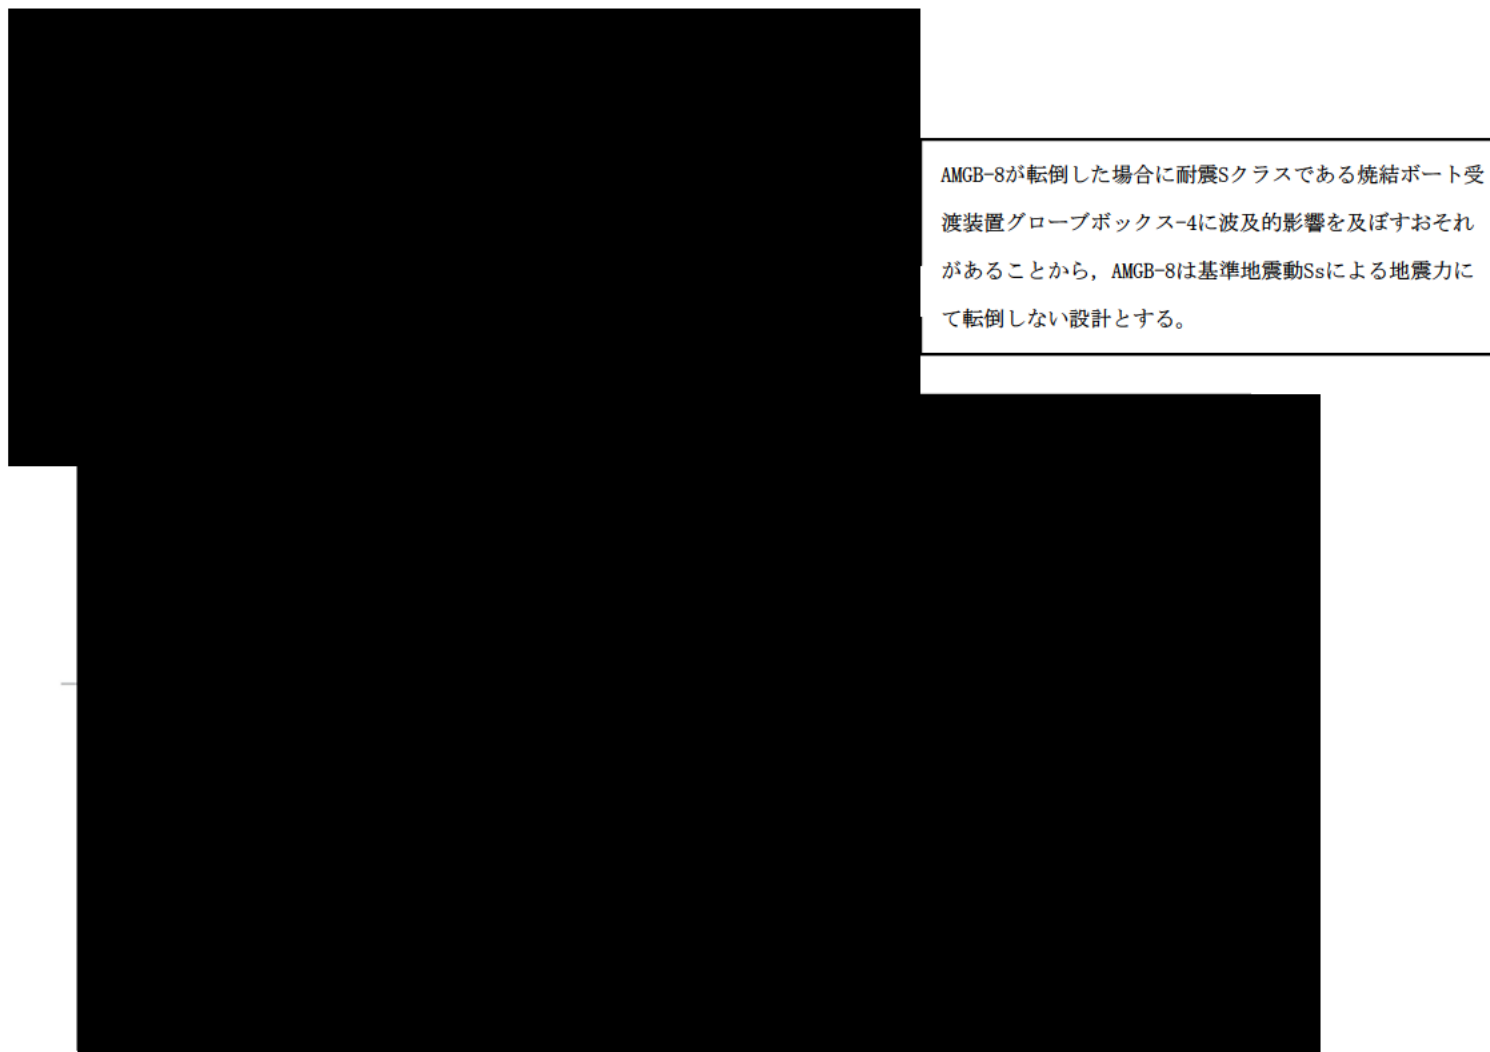 AMGB-8が転倒した場合に耐震Sクラスである焼結ボート受
渡装置グローブボックス-4に波及的影響を及ぼすおそれ
があることから，AMGB-8は基準地震動Ssによる地震力に
て転倒しない設計とする。